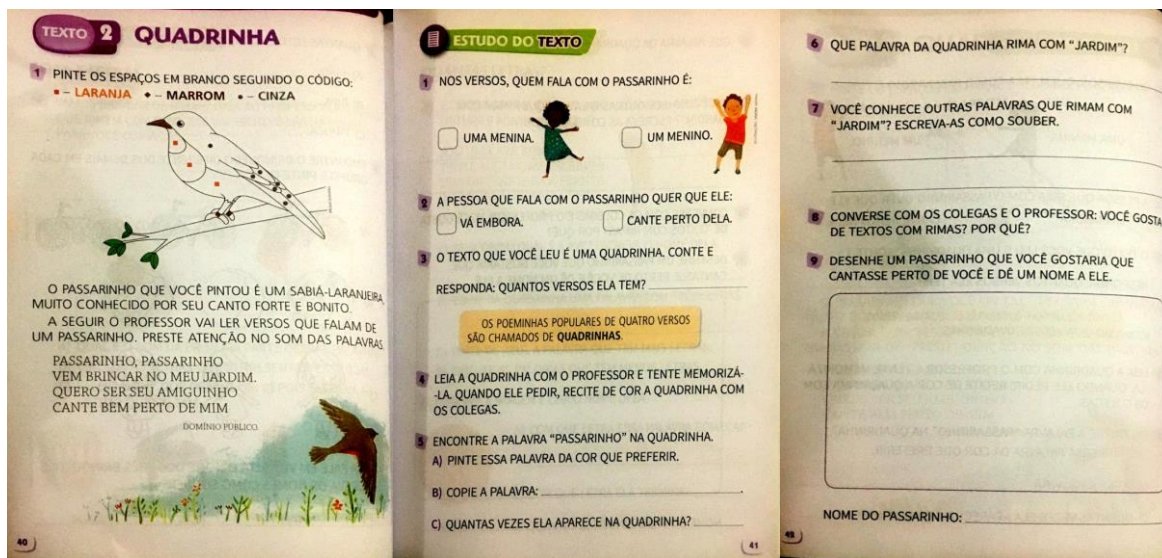 TEXTO 2 QUADRINHA
1 PINTE OS ESPAÇOS EM BRANCO SEGUINDO O CÓDIGO:
■ – LARANJA ◆ – MARROM ● – CINZA
O PASSARINHO QUE VOCÊ PINTOU É UM SABIÁ-LARANJEIRA,
MUITO CONHECIDO POR SEU CANTO FORTE E BONITO.
A SEGUIR O PROFESSOR VAI LER VERSOS QUE FALAM DE
UM PASSARINHO. PRESTE ATENÇÃO NO SOM DAS PALAVRAS.
PASSARINHO, PASSARINHO
VEM BRINCAR NO MEU JARDIM.
QUERO SER SEU AMIGUINHO
CANTE BEM PERTO DE MIM
DOMÍNIO PÚBLICO.
40
ESTUDO DO TEXTO
1 NOS VERSOS, QUEM FALA COM O PASSARINHO É:
UMA MENINA. UM MENINO.
2 A PESSOA QUE FALA COM O PASSARINHO QUER QUE ELE:
VÁ EMBORA. CANTE PERTO DELA.
3 O TEXTO QUE VOCÊ LEU É UMA QUADRINHA. CONTE E
RESPONDA: QUANTOS VERSOS ELA TEM?
OS POEMINHAS POPULARES DE QUATRO VERSOS
SÃO CHAMADOS DE QUADRINHAS.
4 LEIA A QUADRINHA COM O PROFESSOR E TENTE MEMORIZÁ-
-LA. QUANDO ELE PEDIR, RECITE DE COR A QUADRINHA COM
OS COLEGAS.
5 ENCONTRE A PALAVRA "PASSARINHO" NA QUADRINHA.
A) PINTE ESSA PALAVRA DA COR QUE PREFERIR.
B) COPIE A PALAVRA:
C) QUANTAS VEZES ELA APARECE NA QUADRINHA?
41
6 QUE PALAVRA DA QUADRINHA RIMA COM "JARDIM"?
7 VOCÊ CONHECE OUTRAS PALAVRAS QUE RIMAM COM
"JARDIM"? ESCREVA-AS COMO SOUBER.
8 CONVERSE COM OS COLEGAS E O PROFESSOR: VOCÊ GOSTA
DE TEXTOS COM RIMAS? POR QUÊ?
9 DESENHE UM PASSARINHO QUE VOCÊ GOSTARIA QUE
CANTASSE PERTO DE VOCÊ E DÊ UM NOME A ELE.
NOME DO PASSARINHO:
42